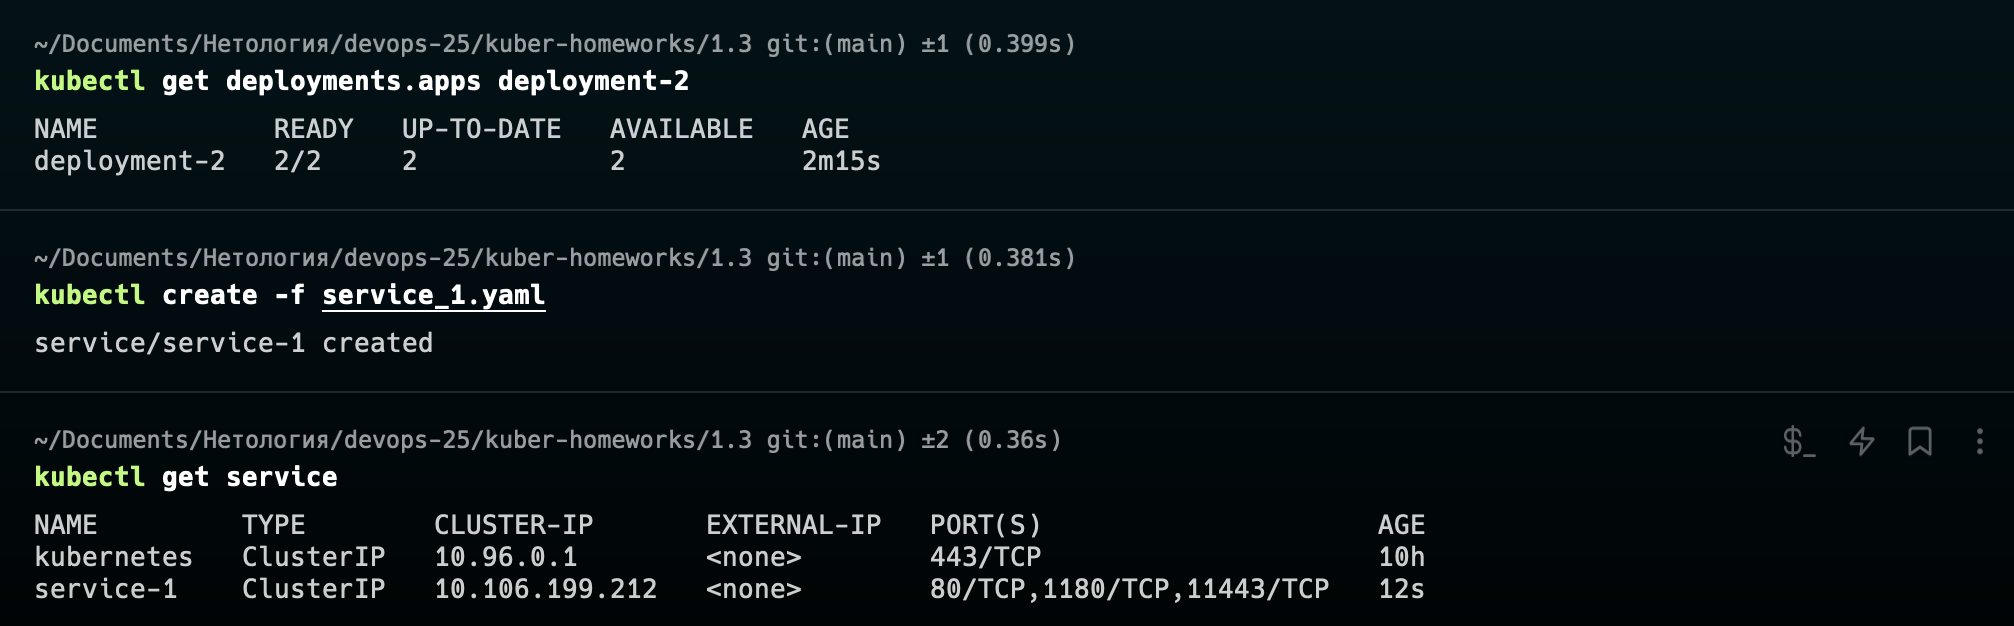 ~/Documents/Нетология/devops-25/kuber-homeworks/1.3 git:(main) ±1 (0.399s)
kubectl get deployments.apps deployment-2
NAME           READY   UP-TO-DATE   AVAILABLE   AGE
deployment-2   2/2     2            2           2m15s
~/Documents/Нетология/devops-25/kuber-homeworks/1.3 git:(main) ±1 (0.381s)
kubectl create -f service_1.yaml
service/service-1 created
~/Documents/Нетология/devops-25/kuber-homeworks/1.3 git:(main) ±2 (0.36s)
$_
kubectl get service
NAME         TYPE        CLUSTER-IP       EXTERNAL-IP   PORT(S)                     AGE
kubernetes   ClusterIP   10.96.0.1        <none>        443/TCP                     10h
service-1    ClusterIP   10.106.199.212   <none>        80/TCP,1180/TCP,11443/TCP   12s